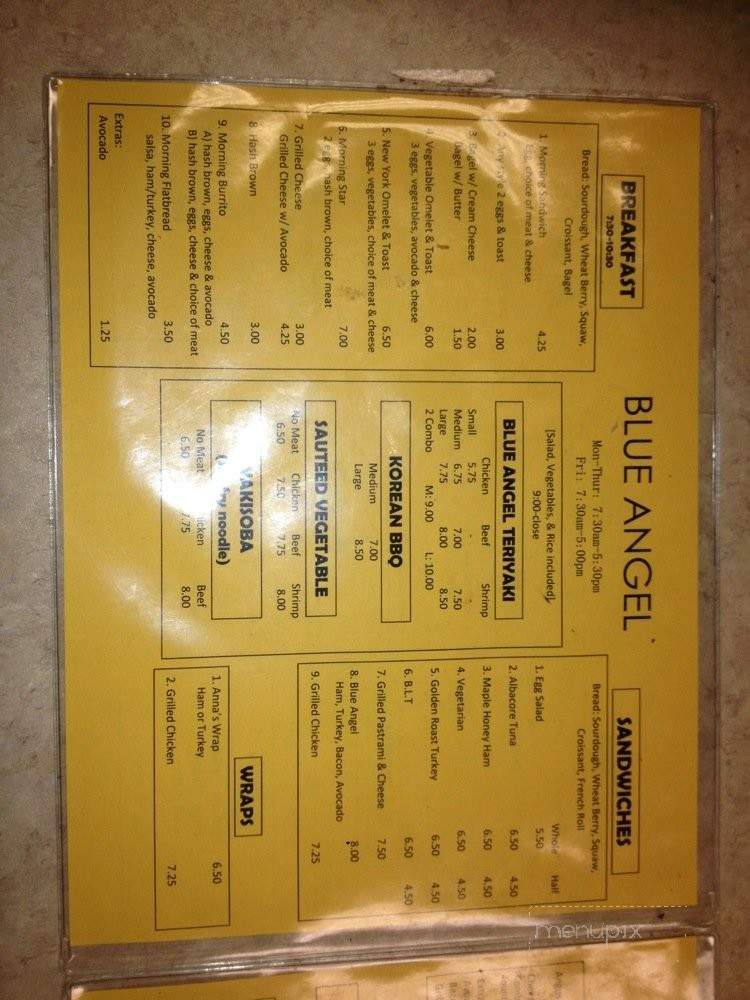 BLUE ANGEL
Mon-Thur: 7:30am-5:30pm
Fri: 7:30am-5:00pm
BREAKFAST
7:30-10:30
Bread: Sourdough, Wheat Berry, Squaw,
Croissant, Bagel
1. Morning Sandwich 4.25
Egg, choice of meat & cheese
2 eggs & toast 3.00
3. Bagel w/ Cream Cheese 2.00
Bagel w/ Butter 1.50
4. Vegetable Omelet & Toast 6.00
3 eggs, vegetables, avocado & cheese
5. New York Omelet & Toast 6.50
3 eggs, vegetables, choice of meat & cheese
6. Morning Star 7.00
2 egg, hash brown, choice of meat
7. Grilled Cheese 3.00
Grilled Cheese w/ Avocado 4.25
8. Hash Brown 3.00
9. Morning Burrito 4.50
A) hash brown, eggs, cheese & avocado
B) hash brown, eggs, cheese & choice of meat
10. Morning Flatbread 3.50
salsa, ham/turkey, cheese, avocado
Extras:
Avocado 1.25
[Salad, Vegetables, & Rice included]
9:00-close
BLUE ANGEL TERIYAKI
Chicken Beef Shrimp
Small 5.75 - -
Medium 6.75 7.00 7.50
Large 7.75 8.00 8.50
2 Combo M: 9.00 L: 10.00
KOREAN BBQ
Medium 7.00
Large 8.50
SAUTEED VEGETABLE
No Meat Chicken Beef Shrimp
6.50 7.50 7.75 8.00
YAKISOBA
noodle)
No Meat Chicken Beef
6.50 7.75 8.00
SANDWICHES
Bread: Sourdough, Wheat Berry, Squaw,
Croissant, French Roll
Whole Half
1. Egg Salad 5.50
2. Albacore Tuna 6.50 4.50
3. Maple Honey Ham 6.50 4.50
4. Vegetarian 6.50 4.50
5. Golden Roast Turkey 6.50 4.50
6. B.L.T 6.50 4.50
7. Grilled Pastrami & Cheese 7.50
8. Blue Angel 8.00
Ham, Turkey, Bacon, Avocado
9. Grilled Chicken 7.25
WRAPS
1. Anna's Wrap 6.50
Ham or Turkey
2. Grilled Chicken 7.25
menupix